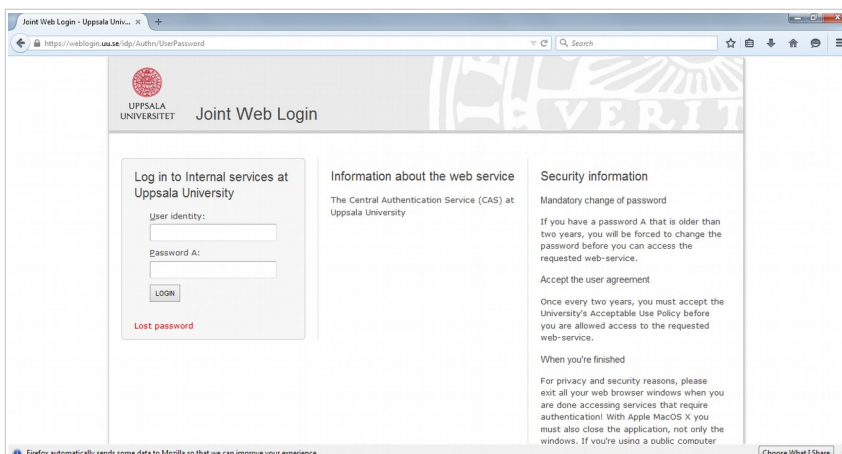 Joint Web Login - Uppsala Univ...
https://weblogin.uu.se/idp/Authn/UserPassword
Search
VERIT
UPPSALA
UNIVERSITET
Joint Web Login
Log in to Internal services at
Uppsala University
User identity:
Password A:
LOGIN
Lost password
Information about the web service
The Central Authentication Service (CAS) at
Uppsala University
Security information
Mandatory change of password
If you have a password A that is older than
two years, you will be forced to change the
password before you can access the
requested web-service.
Accept the user agreement
Once every two years, you must accept the
University's Acceptable Use Policy before
you are allowed access to the requested
web-service.
When you're finished
For privacy and security reasons, please
exit all your web browser windows when you
are done accessing services that require
authentication! With Apple MacOS X you
must also close the application, not only the
windows. If you're using a public computer
Firefox automatically sends some data to Mozilla so that we can improve your experience.
Choose What I Share